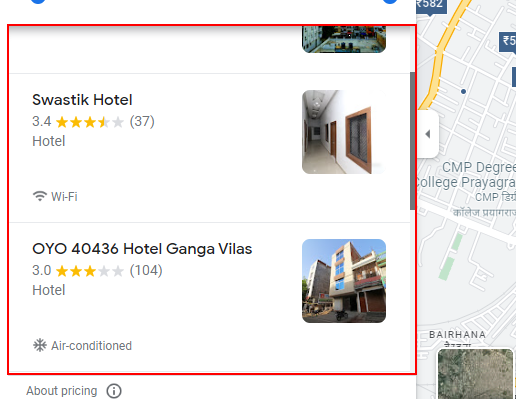 ₹582
Swastik Hotel
3.4 (37)
Hotel
Wi-Fi
OYO 40436 Hotel Ganga Vilas
3.0 (104)
Hotel
Air-conditioned
About pricing
CMP Degree
College Prayagra
CMP डिग्र
कॉलेज प्रयागराज
BAIRHANA